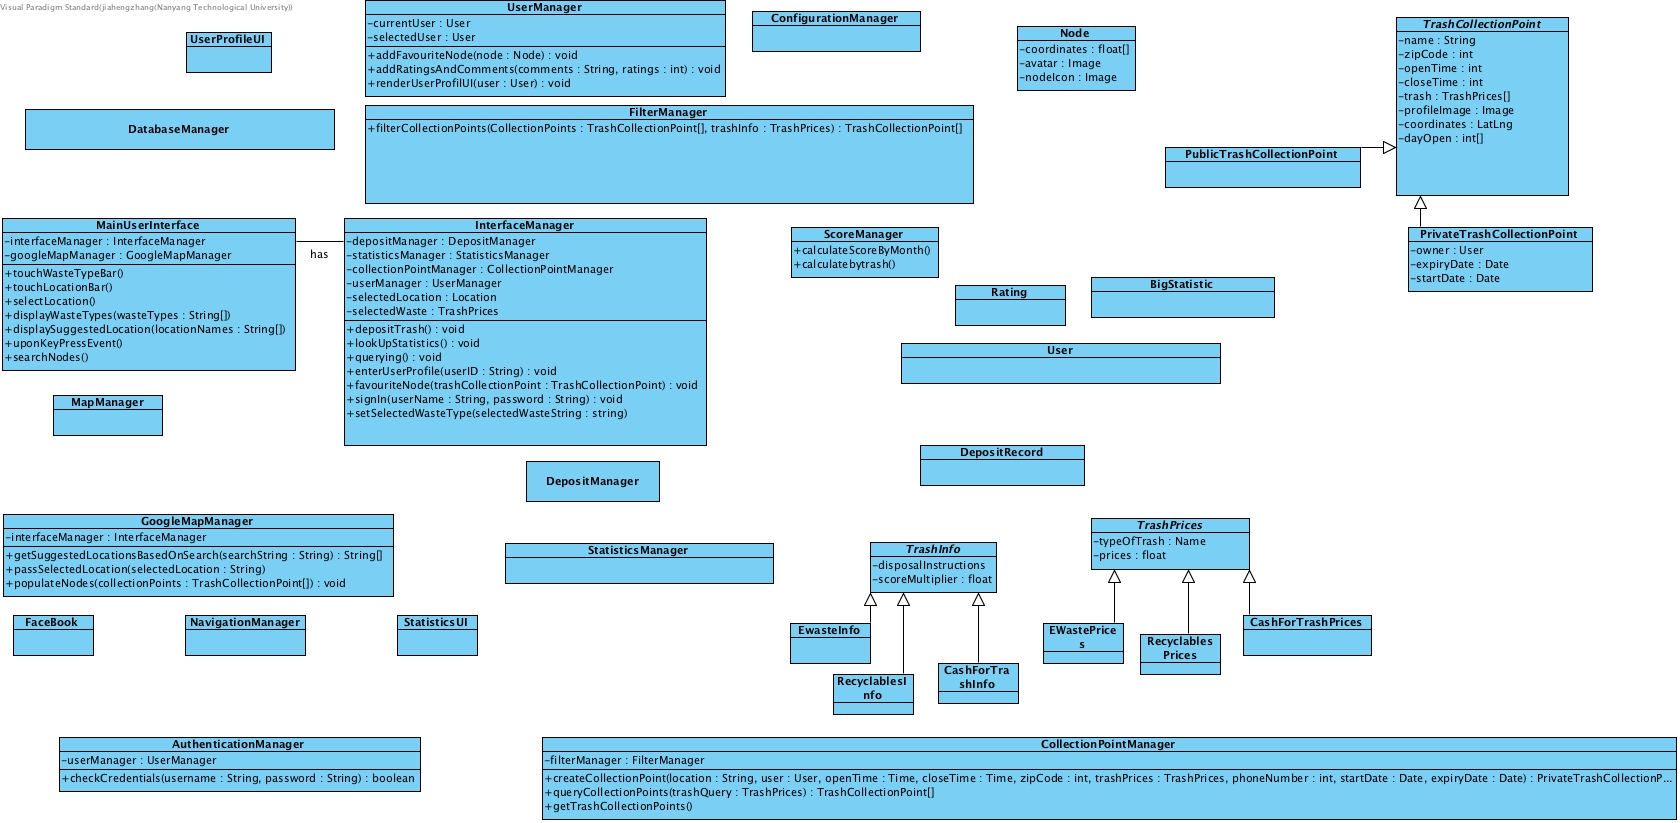 Visual Paradigm Standard(jiahengzhang(Nanyang Technological University))
UserProfileUI
UserManager
-currentUser : User
-selectedUser : User
+addFavouriteNode(node : Node) : void
+addRatingsAndComments(comments : String, ratings : int) : void
+renderUserProfilUI(user : User) : void
ConfigurationManager
Node
-coordinates : float[]
-avatar : Image
-nodeIcon : Image
TrashCollectionPoint
-name : String
-zipCode : int
-openTime : int
-closeTime : int
-trash : TrashPrices[]
-profileImage : Image
-coordinates : LatLng
-dayOpen : int[]
DatabaseManager
FilterManager
+filterCollectionPoints(CollectionPoints : TrashCollectionPoint[], trashInfo : TrashPrices) : TrashCollectionPoint[]
PublicTrashCollectionPoint
MainUserInterface
-interfaceManager : InterfaceManager
-googleMapManager : GoogleMapManager
+touchWasteTypeBar()
+touchLocationBar()
+selectLocation()
+displayWasteTypes(wasteTypes : String[])
+displaySuggestedLocation(locationNames : String[])
+uponKeyPressEvent()
+searchNodes()
has
InterfaceManager
-depositManager : DepositManager
-statisticsManager : StatisticsManager
-collectionPointManager : CollectionPointManager
-userManager : UserManager
-selectedLocation : Location
-selectedWaste : TrashPrices
+depositTrash() : void
+lookUpStatistics() : void
+querying() : void
+enterUserProfile(userID : String) : void
+favouriteNode(trashCollectionPoint : TrashCollectionPoint) : void
+signIn(userName : String, password : String) : void
+setSelectedWasteType(selectedWasteString : string)
ScoreManager
+calculateScoreByMonth()
+calculatebytrash()
PrivateTrashCollectionPoint
-owner : User
-expiryDate : Date
-startDate : Date
Rating
BigStatistic
User
MapManager
DepositRecord
DepositManager
GoogleMapManager
-interfaceManager : InterfaceManager
+getSuggestedLocationsBasedOnSearch(searchString : String) : String[]
+passSelectedLocation(selectedLocation : String)
+populateNodes(collectionPoints : TrashCollectionPoint[]) : void
StatisticsManager
TrashInfo
-disposalInstructions
-scoreMultiplier : float
TrashPrices
-typeOfTrash : Name
-prices : float
FaceBook
NavigationManager
StatisticsUI
EwasteInfo
RecyclablesI
nfo
CashForTra
shInfo
EWastePrice
s
Recyclables
Prices
CashForTrashPrices
AuthenticationManager
-userManager : UserManager
+checkCredentials(username : String, password : String) : boolean
CollectionPointManager
-filterManager : FilterManager
+createCollectionPoint(location : String, user : User, openTime : Time, closeTime : Time, zipCode : int, trashPrices : TrashPrices, phoneNumber : int, startDate : Date, expiryDate : Date) : PrivateTrashCollectionP...
+queryCollectionPoints(trashQuery : TrashPrices) : TrashCollectionPoint[]
+getTrashCollectionPoints()